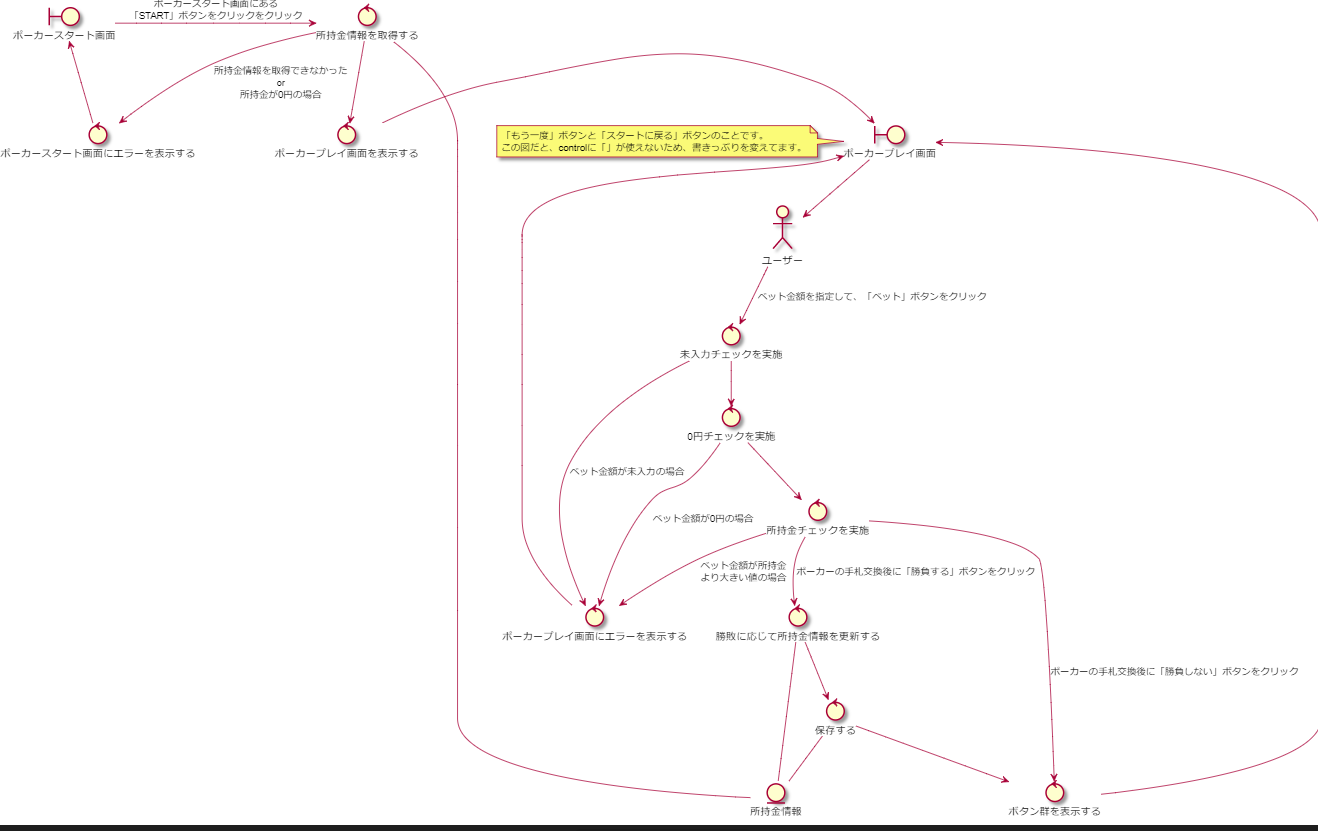 ポーカースタート画面にある
「START」ボタンをクリックをクリック
ポーカースタート画面
所持金情報を取得する
所持金情報を取得できなかった
or
所持金が0円の場合
ポーカースタート画面にエラーを表示する
ポーカープレイ画面を表示する
「もう一度」ボタンと「スタートに戻る」ボタンのことです。
この図だと、controlに「」が使えないため、書きっぷりを変えてます。
ポーカープレイ画面
ユーザー
ベット金額を指定して、「ベット」ボタンをクリック
未入力チェックを実施
0円チェックを実施
ベット金額が未入力の場合
ベット金額が0円の場合
所持金チェックを実施
ベット金額が所持金
より大きい値の場合
ポーカーの手札交換後に「勝負する」ボタンをクリック
ポーカープレイ画面にエラーを表示する
勝敗に応じて所持金情報を更新する
ポーカーの手札交換後に「勝負しない」ボタンをクリック
保存する
所持金情報
ボタン群を表示する